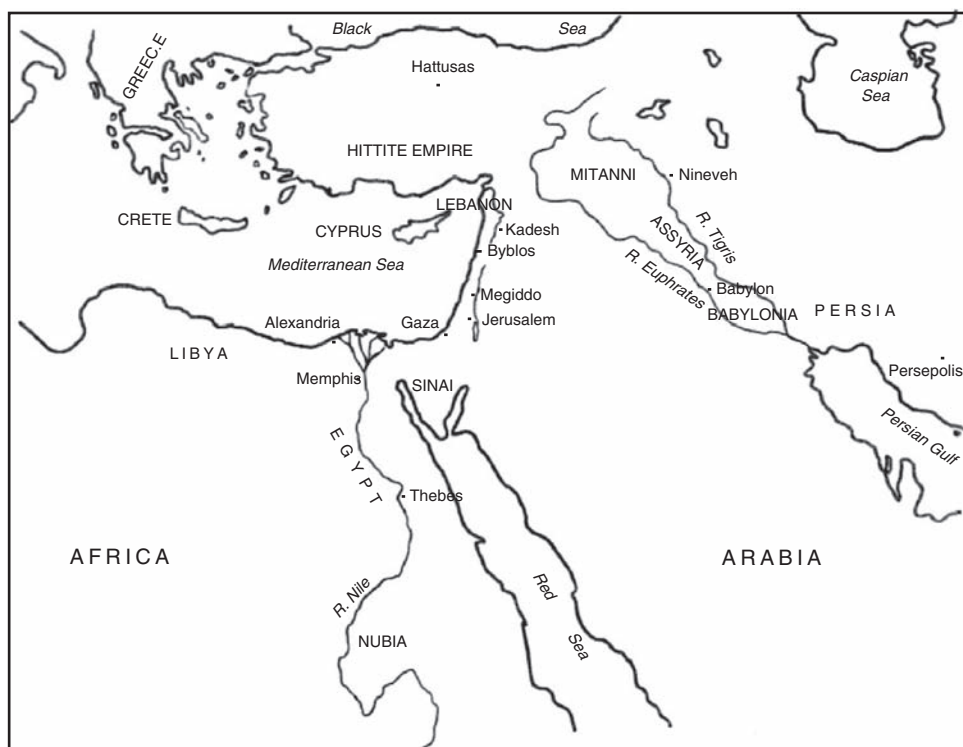 Black Sea
GREEC.E
Hattusas
Caspian
Sea
HITTITE EMPIRE
MITANNI
Nineveh
LEBANON
CRETE
CYPRUS
Kadesh
R. Tigris
ASSYRIA
Byblos
Mediterranean Sea
R. Euphrates
Babylon
Megiddo
BABYLONIA
PERSIA
Alexandria
Gaza
Jerusalem
LIBYA
Memphis
SINAI
Persepolis
Persian Gulf
EGYPT
Thebes
AFRICA
ARABIA
R. Nile
Red
Sea
NUBIA